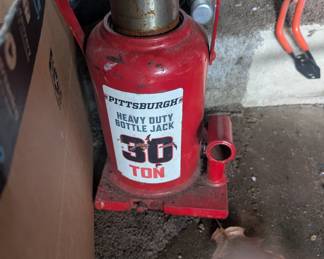 PITTSBURGH
HEAVY DUTY
BOTTLE JACK
30
TON